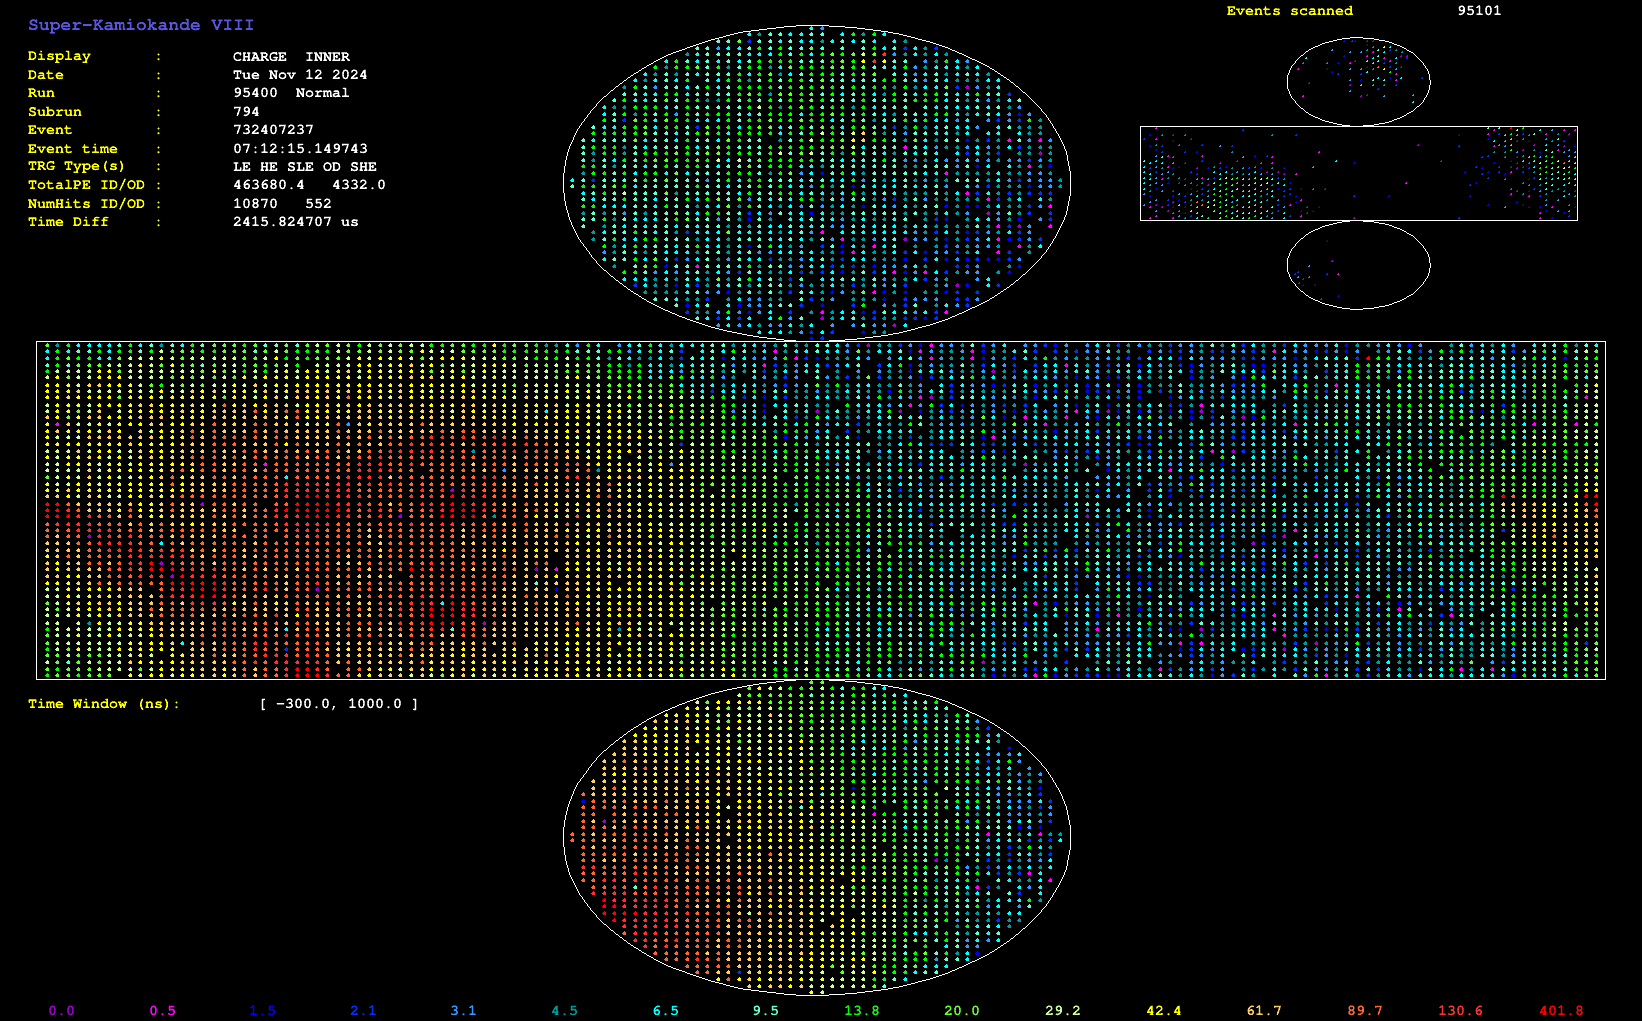 Super-Kamiokande VIII
Display : CHARGE INNER
Date : Tue Nov 12 2024
Run : 95400 Normal
Subrun : 794
Event : 732407237
Event time : 07:12:15.149743
TRG Type(s) : LE HE SLE OD SHE
TotalPE ID/OD : 463680.4 4332.0
NumHits ID/OD : 10870 552
Time Diff : 2415.824707 us
Events scanned 95101
Time Window (ns): [ -300.0, 1000.0 ]
0.0 0.5 1.5 2.1 3.1 4.5 6.5 9.5 13.8 20.0 29.2 42.4 61.7 89.7 130.6 401.8